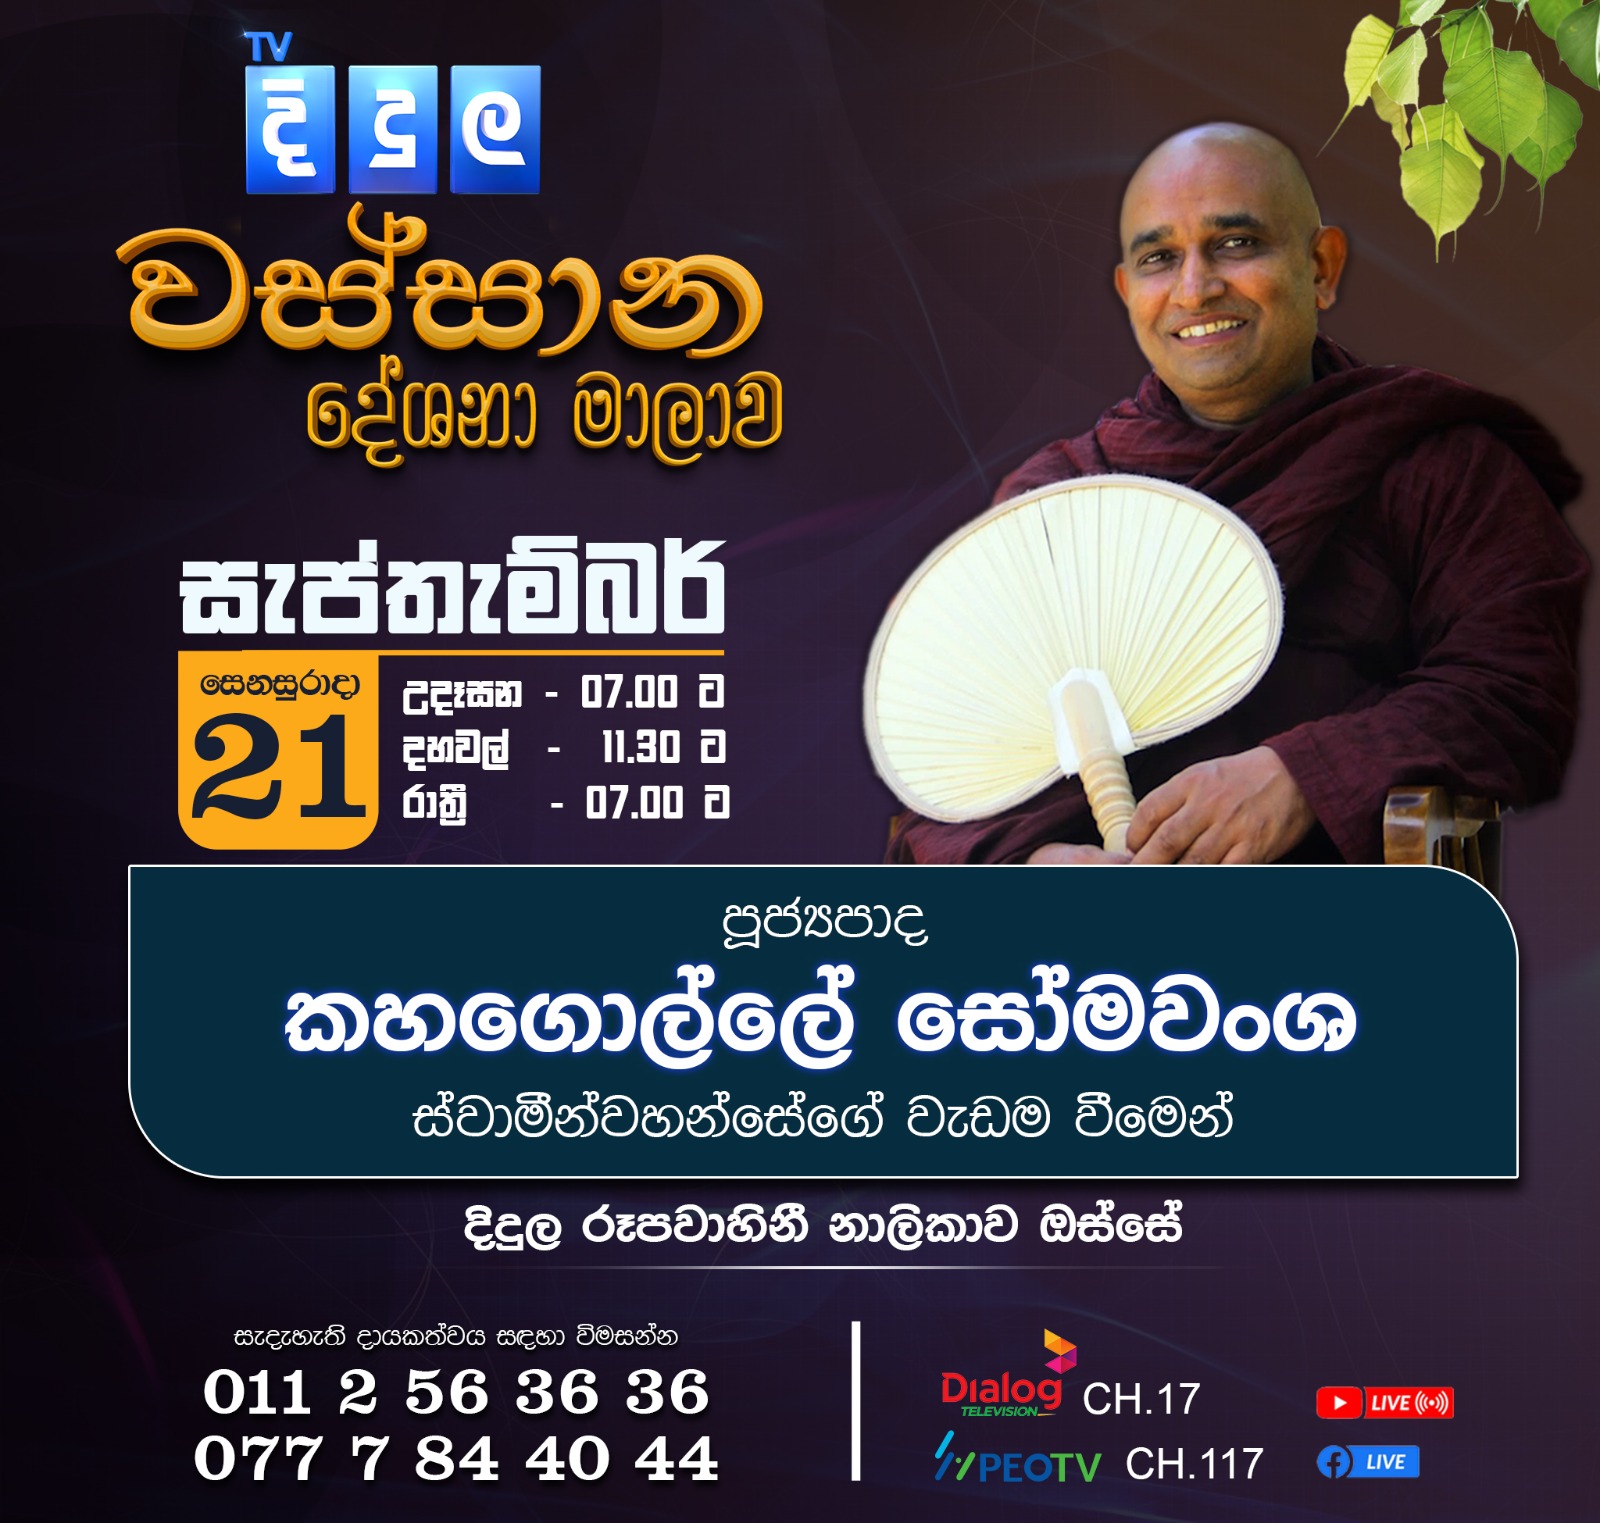 TV
දිදුල
වස්සාන
දේශනා මාලාව
සැප්තැම්බර්
සෙනසුරාදා
21
උදෑසන - 07.00 ට
දහවල් - 11.30 ට
රාත්‍රී - 07.00 ට
පූජ්‍යපාද
කහගොල්ලේ සෝමවංශ
ස්වාමීන්වහන්සේගේ වැඩම වීමෙන්
දිදුල රූපවාහිනී නාලිකාව ඔස්සේ
සැදැහැති දායකත්වය සඳහා විමසන්න
011 2 56 36 36
077 7 84 40 44
Dialog
TELEVISION
CH.17
LIVE
PEOTV CH.117
LIVE